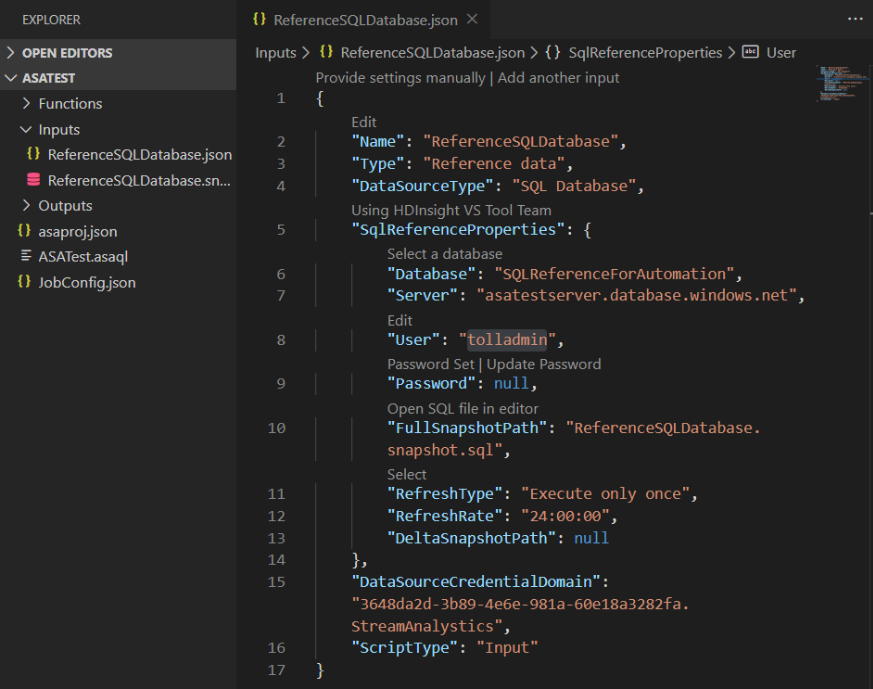 EXPLORER
OPEN EDITORS
ASATEST
Functions
Inputs
{} ReferenceSQLDatabase.json
ReferenceSQLDatabase.sn...
Outputs
{} asaproj.json
ASATest.asaql
{} JobConfig.json
{} ReferenceSQLDatabase.json ×
...
Inputs > {} ReferenceSQLDatabase.json > {} SqlReferenceProperties > abc User
Provide settings manually | Add another input
1 {
Edit
2 "Name": "ReferenceSQLDatabase",
3 "Type": "Reference data",
4 "DataSourceType": "SQL Database",
Using HDInsight VS Tool Team
5 "SqlReferenceProperties": {
Select a database
6 "Database": "SQLReferenceForAutomation",
7 "Server": "asatestserver.database.windows.net",
Edit
8 "User": "tolladmin",
Password Set | Update Password
9 "Password": null,
Open SQL file in editor
10 "FullSnapshotPath": "ReferenceSQLDatabase.
snapshot.sql",
Select
11 "RefreshType": "Execute only once",
12 "RefreshRate": "24:00:00",
13 "DeltaSnapshotPath": null
14 },
15 "DataSourceCredentialDomain":
"3648da2d-3b89-4e6e-981a-60e18a3282fa.
StreamAnalystics",
16 "ScriptType": "Input"
17 }